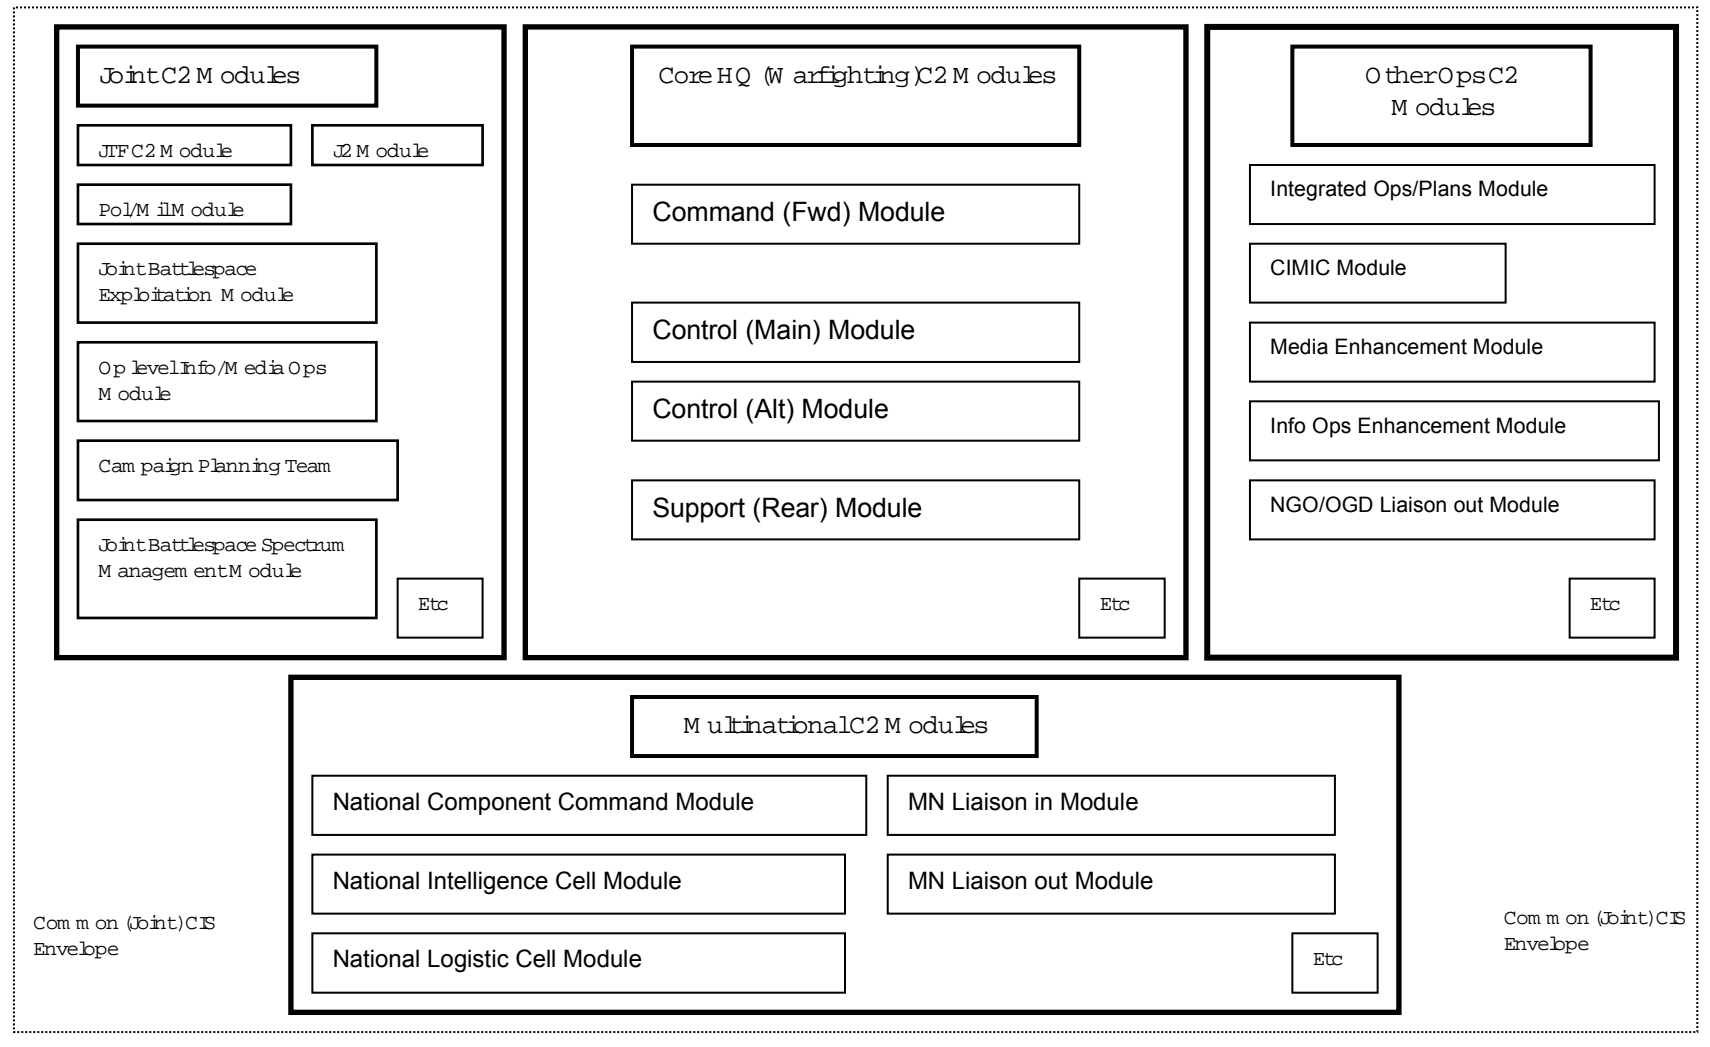 Joint C2 Modules
JTF C2 Module
J2 Module
Pol/Mil Module
Joint Battlespace
Exploitation Module
Op level Info/Media Ops
Module
Campaign Planning Team
Joint Battlespace Spectrum
Management Module
Etc
Core HQ (Warfighting) C2 Modules
Command (Fwd) Module
Control (Main) Module
Control (Alt) Module
Support (Rear) Module
Etc
Other Ops C2
Modules
Integrated Ops/Plans Module
CIMIC Module
Media Enhancement Module
Info Ops Enhancement Module
NGO/OGD Liaison out Module
Etc
Multinational C2 Modules
National Component Command Module
MN Liaison in Module
National Intelligence Cell Module
MN Liaison out Module
National Logistic Cell Module
Etc
Common (Joint) CIS
Envelope
Common (Joint) CIS
Envelope